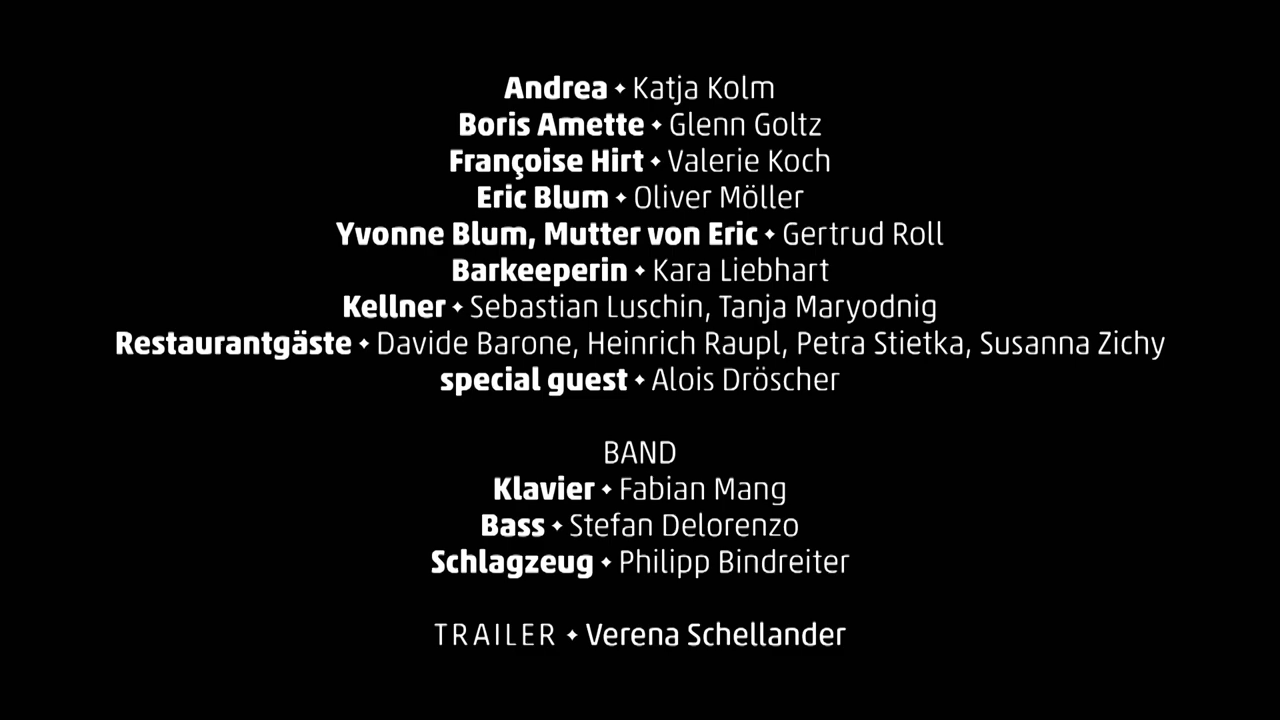 Andrea ⬥ Katja Kolm
Boris Amette ⬥ Glenn Goltz
Françoise Hirt ⬥ Valerie Koch
Eric Blum ⬥ Oliver Möller
Yvonne Blum, Mutter von Eric ⬥ Gertrud Roll
Barkeeperin ⬥ Kara Liebhart
Kellner ⬥ Sebastian Luschin, Tanja Maryodnig
Restaurantgäste ⬥ Davide Barone, Heinrich Raupl, Petra Stietka, Susanna Zichy
special guest ⬥ Alois Dröscher
BAND
Klavier ⬥ Fabian Mang
Bass ⬥ Stefan Delorenzo
Schlagzeug ⬥ Philipp Bindreiter
TRAILER ⬥ Verena Schellander